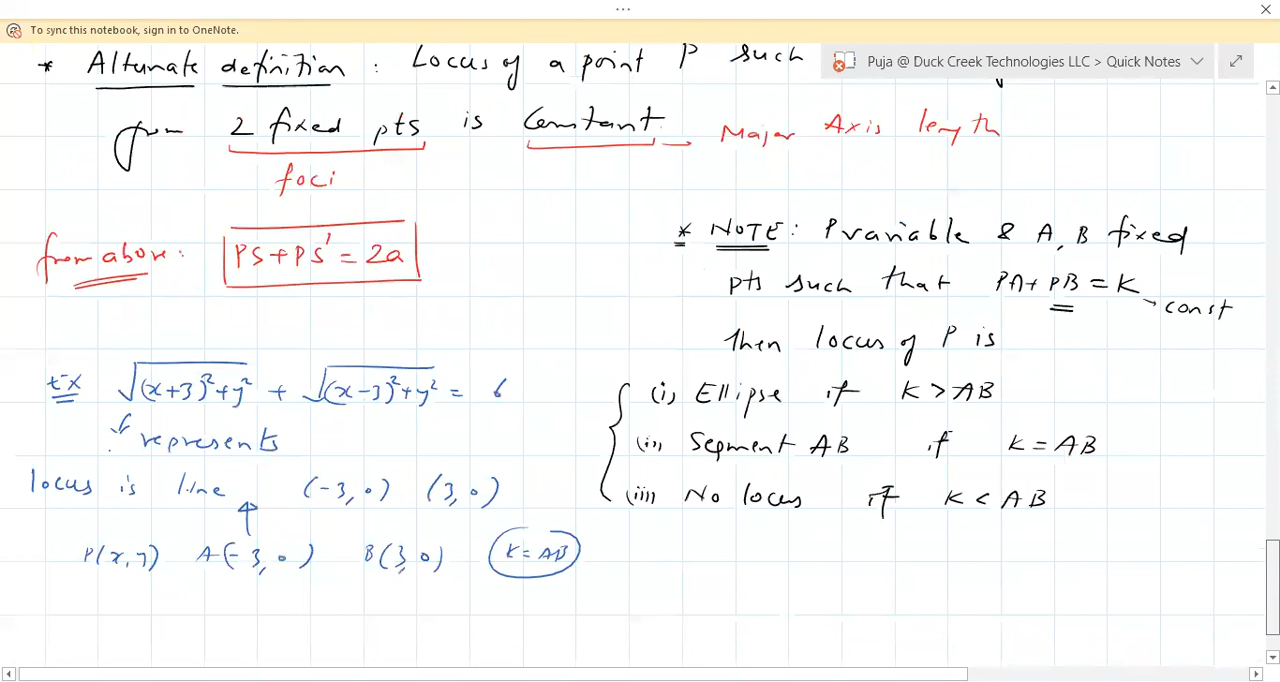 To sync this notebook, sign in to OneNote.
* Alternate definition : Locus of a point P such
Puja @ Duck Creek Technologies LLC > Quick Notes
from 2 fixed pts is constant. → Major Axis length
foci
from above : PS + PS' = 2a
* NOTE : P variable & A, B fixed
pts such that PA + PB = K → const
then locus of P is
(i) Ellipse if K > AB
(ii) Segment AB if K = AB
(iii) No locus if K < AB
Ex √(x+3)²+y² + √(x-3)²+y² = 6
represents
locus is line (-3, 0) (3, 0)
P(x, y) A(-3, 0) B(3, 0) K = AB